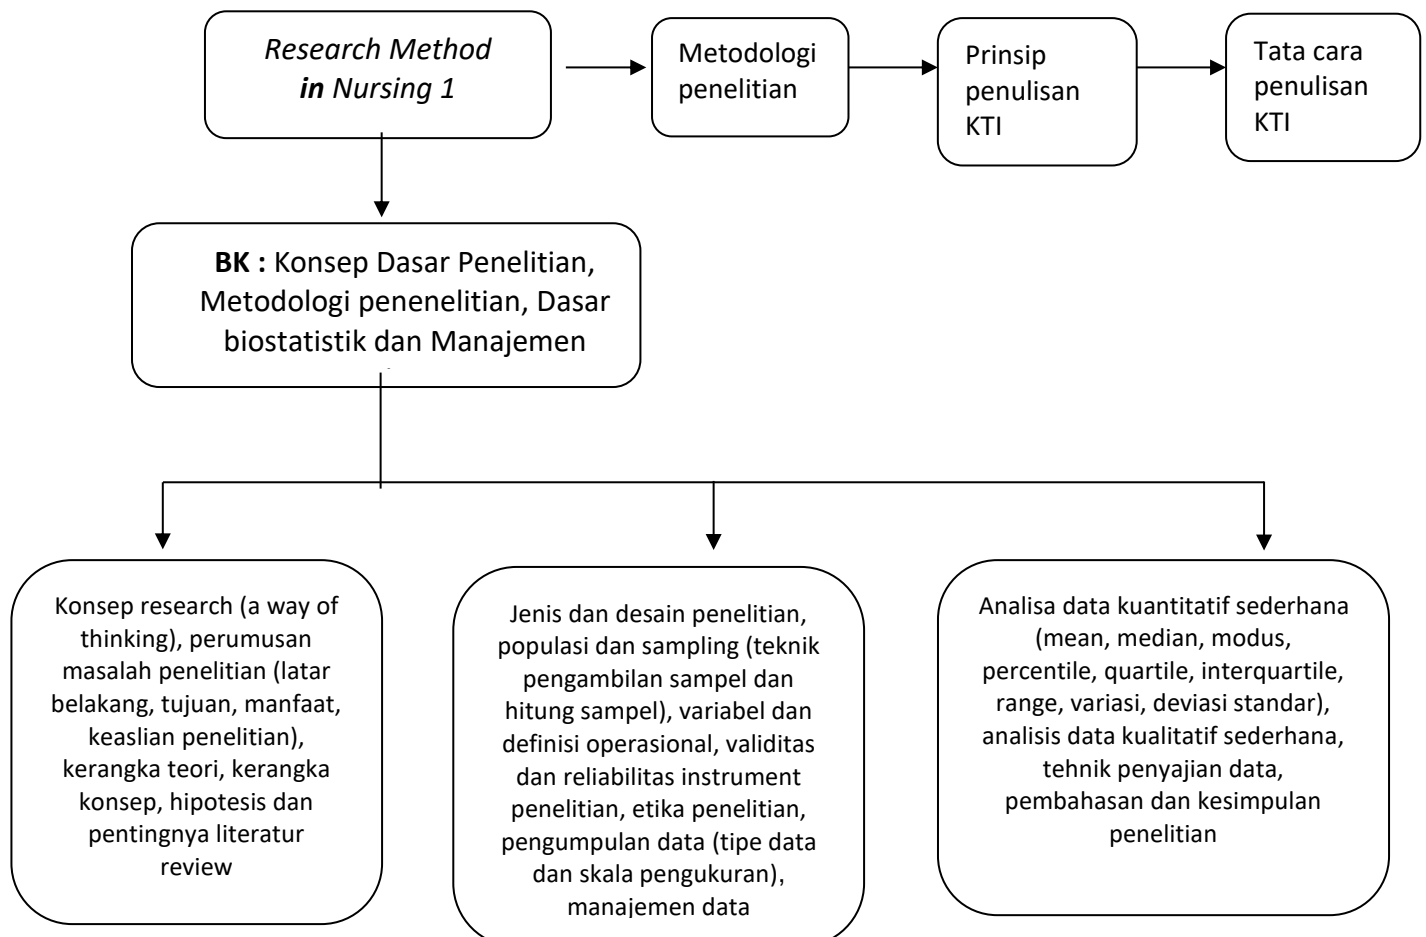 Research Method
in Nursing 1
Metodologi
penelitian
Prinsip
penulisan
KTI
Tata cara
penulisan
KTI
BK : Konsep Dasar Penelitian,
Metodologi penenelitian, Dasar
biostatistik dan Manajemen
Konsep research (a way of
thinking), perumusan
masalah penelitian (latar
belakang, tujuan, manfaat,
keaslian penelitian),
kerangka teori, kerangka
konsep, hipotesis dan
pentingnya literatur
review
Jenis dan desain penelitian,
populasi dan sampling (teknik
pengambilan sampel dan
hitung sampel), variabel dan
definisi operasional, validitas
dan reliabilitas instrument
penelitian, etika penelitian,
pengumpulan data (tipe data
dan skala pengukuran),
manajemen data
Analisa data kuantitatif sederhana
(mean, median, modus,
percentile, quartile, interquartile,
range, variasi, deviasi standar),
analisis data kualitatif sederhana,
tehnik penyajian data,
pembahasan dan kesimpulan
penelitian